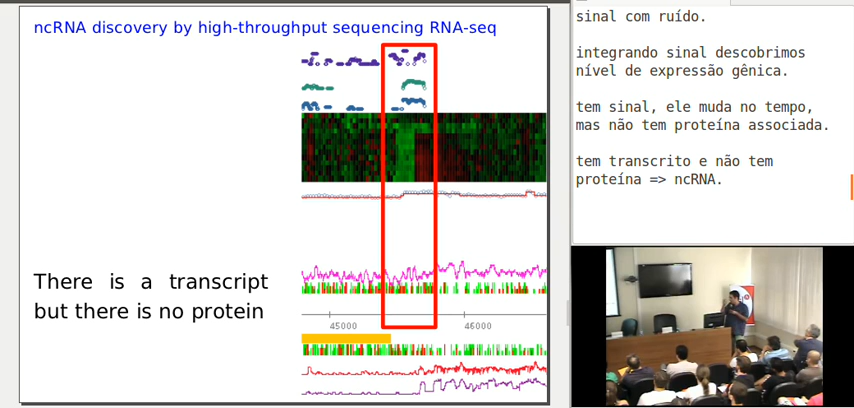 ncRNA discovery by high-throughput sequencing RNA-seq
There is a transcript
but there is no protein
45000
46000
sinal com ruído.
integrando sinal descobrimos
nível de expressão gênica.
tem sinal, ele muda no tempo,
mas não tem proteína associada.
tem transcrito e não tem
proteína => ncRNA.